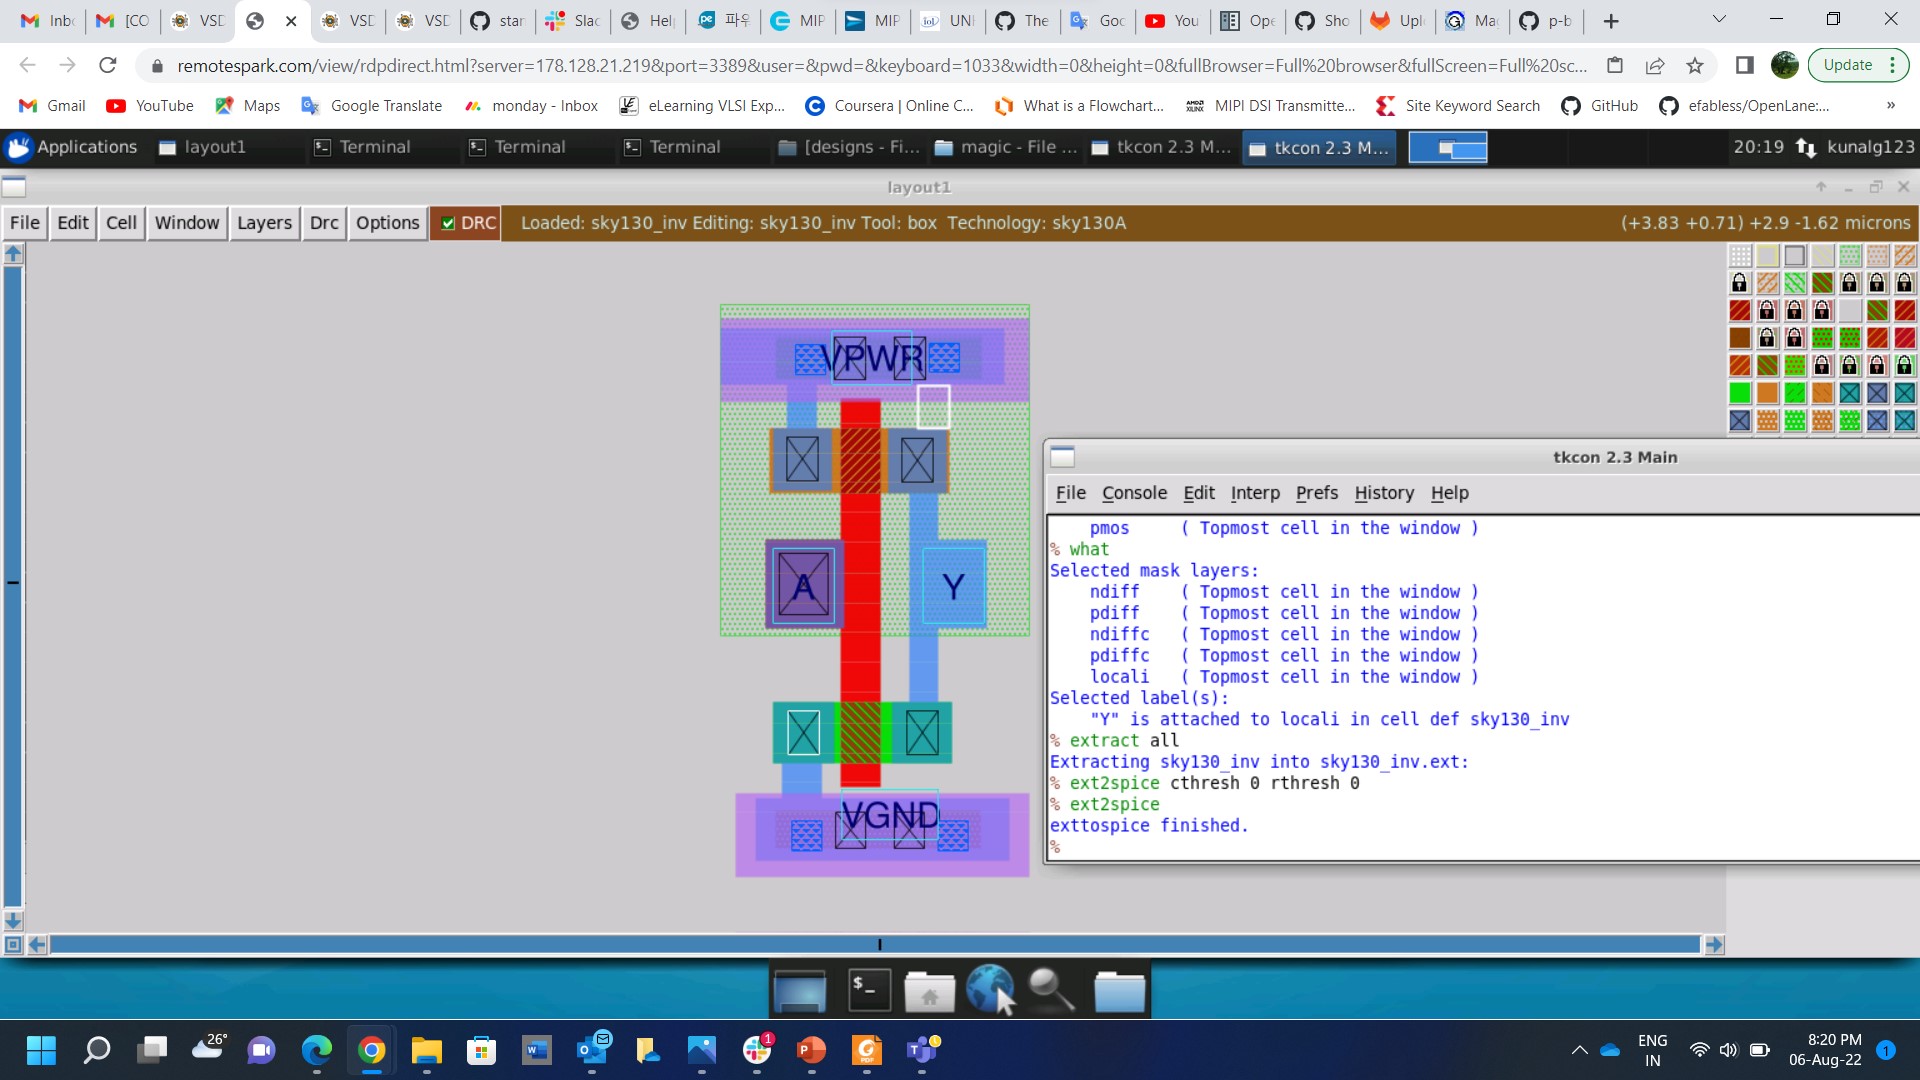 Inb
[CO
VSD
VSD
VSD
star
Slac
Hel
파우
MIP
MIP
UNI
The
Goo
You
Ope
Sho
Uplo
Ma
p-b
remotespark.com/view/rdpdirect.html?server=178.128.21.219&port=3389&user=&pwd=&keyboard=1033&width=0&height=0&fullBrowser=Full%20browser&fullScreen=Full%20sc...
Update
Gmail
YouTube
Maps
Google Translate
monday - Inbox
eLearning VLSI Exp...
Coursera | Online C...
What is a Flowchart...
MIPI DSI Transmitte...
Site Keyword Search
GitHub
efabless/OpenLane:...
»
Applications
layout1
Terminal
Terminal
Terminal
[designs - Fi...
magic - File ...
tkcon 2.3 M...
tkcon 2.3 M...
20:19
kunalg123
layout1
File Edit Cell Window Layers Drc Options DRC
Loaded: sky130_inv Editing: sky130_inv Tool: box Technology: sky130A
(+3.83 +0.71) +2.9 -1.62 microns
VPWR
A
Y
VGND
tkcon 2.3 Main
File Console Edit Interp Prefs History Help
pmos ( Topmost cell in the window )
% what
Selected mask layers:
ndiff ( Topmost cell in the window )
pdiff ( Topmost cell in the window )
ndiffc ( Topmost cell in the window )
pdiffc ( Topmost cell in the window )
locali ( Topmost cell in the window )
Selected label(s):
"Y" is attached to locali in cell def sky130_inv
% extract all
Extracting sky130_inv into sky130_inv.ext:
% ext2spice cthresh 0 rthresh 0
% ext2spice
exttospice finished.
%
26°
1
ENG
IN
8:20 PM
06-Aug-22
1